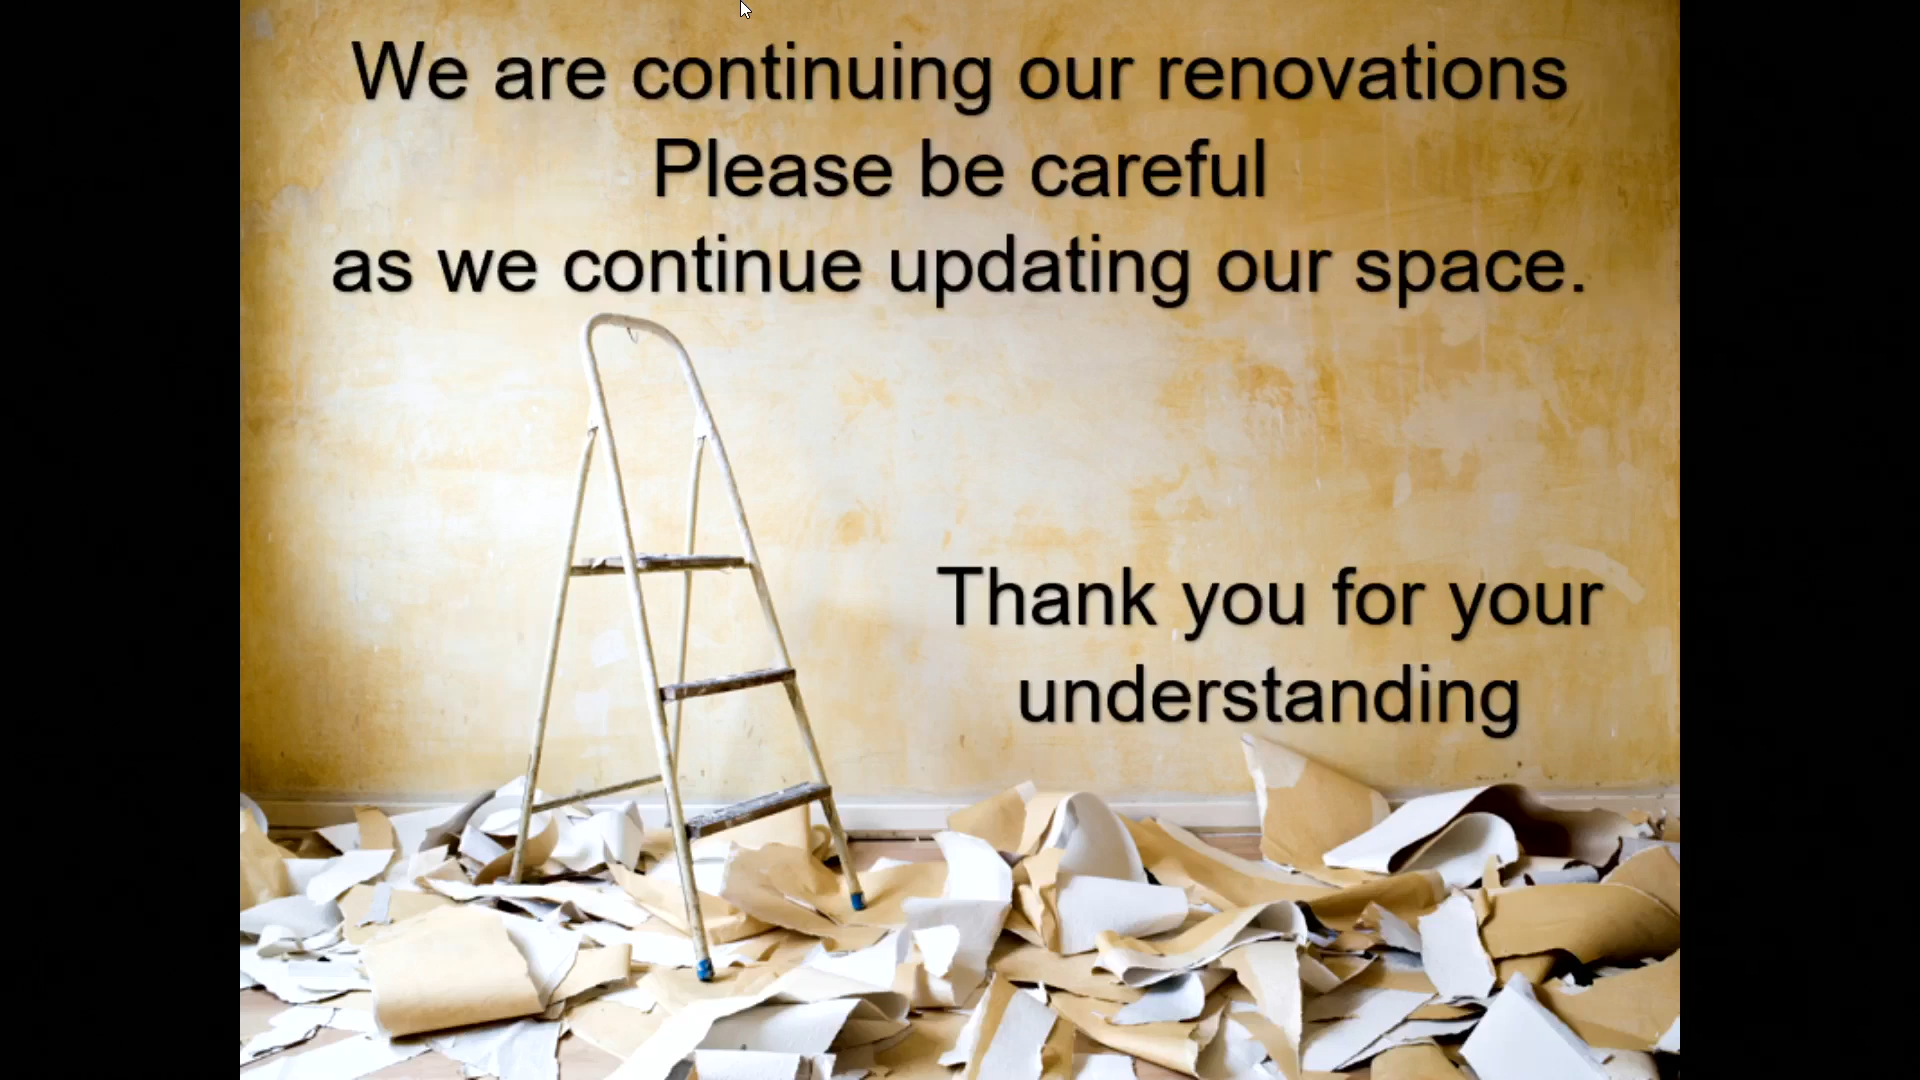 We are continuing our renovations
Please be careful
as we continue updating our space.
Thank you for your
understanding